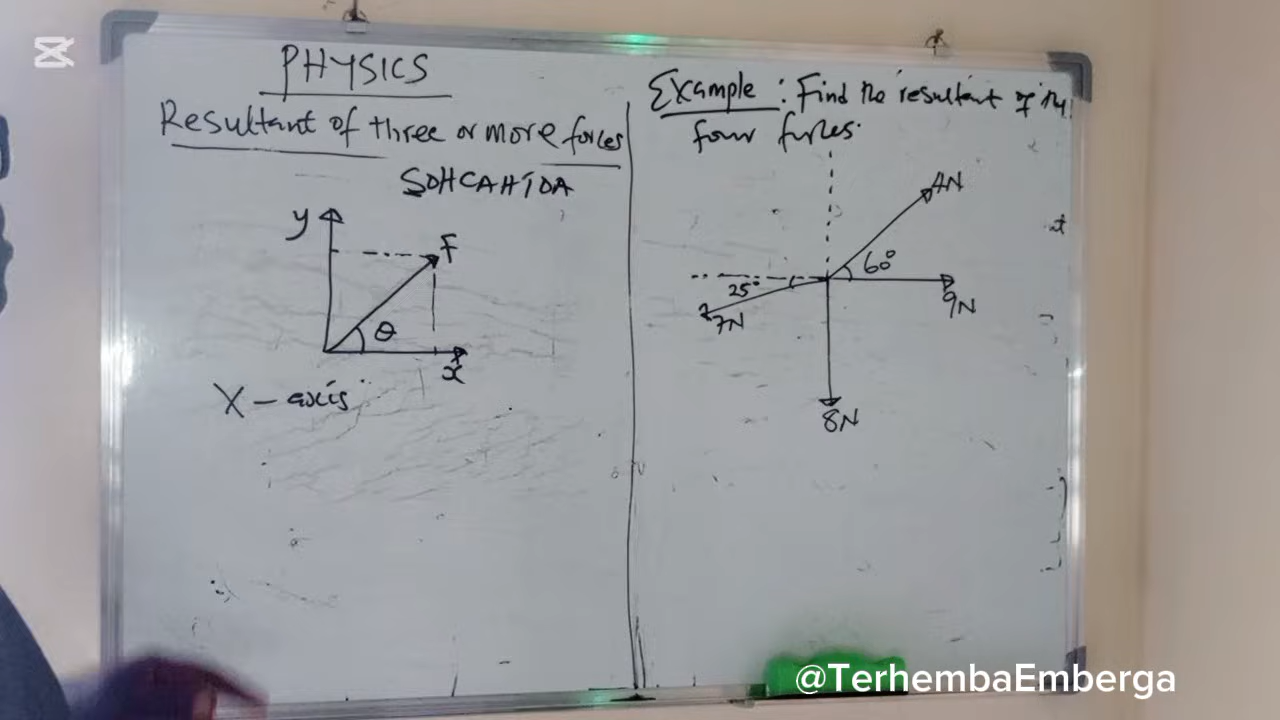 PHYSICS
Resultant of three or more forces
SOHCAHTOA
y
F
θ
x
X - axis
Example: Find the resultant of the
four forces.
4N
60°
25°
9N
7N
8N
@TerhembaEmberga